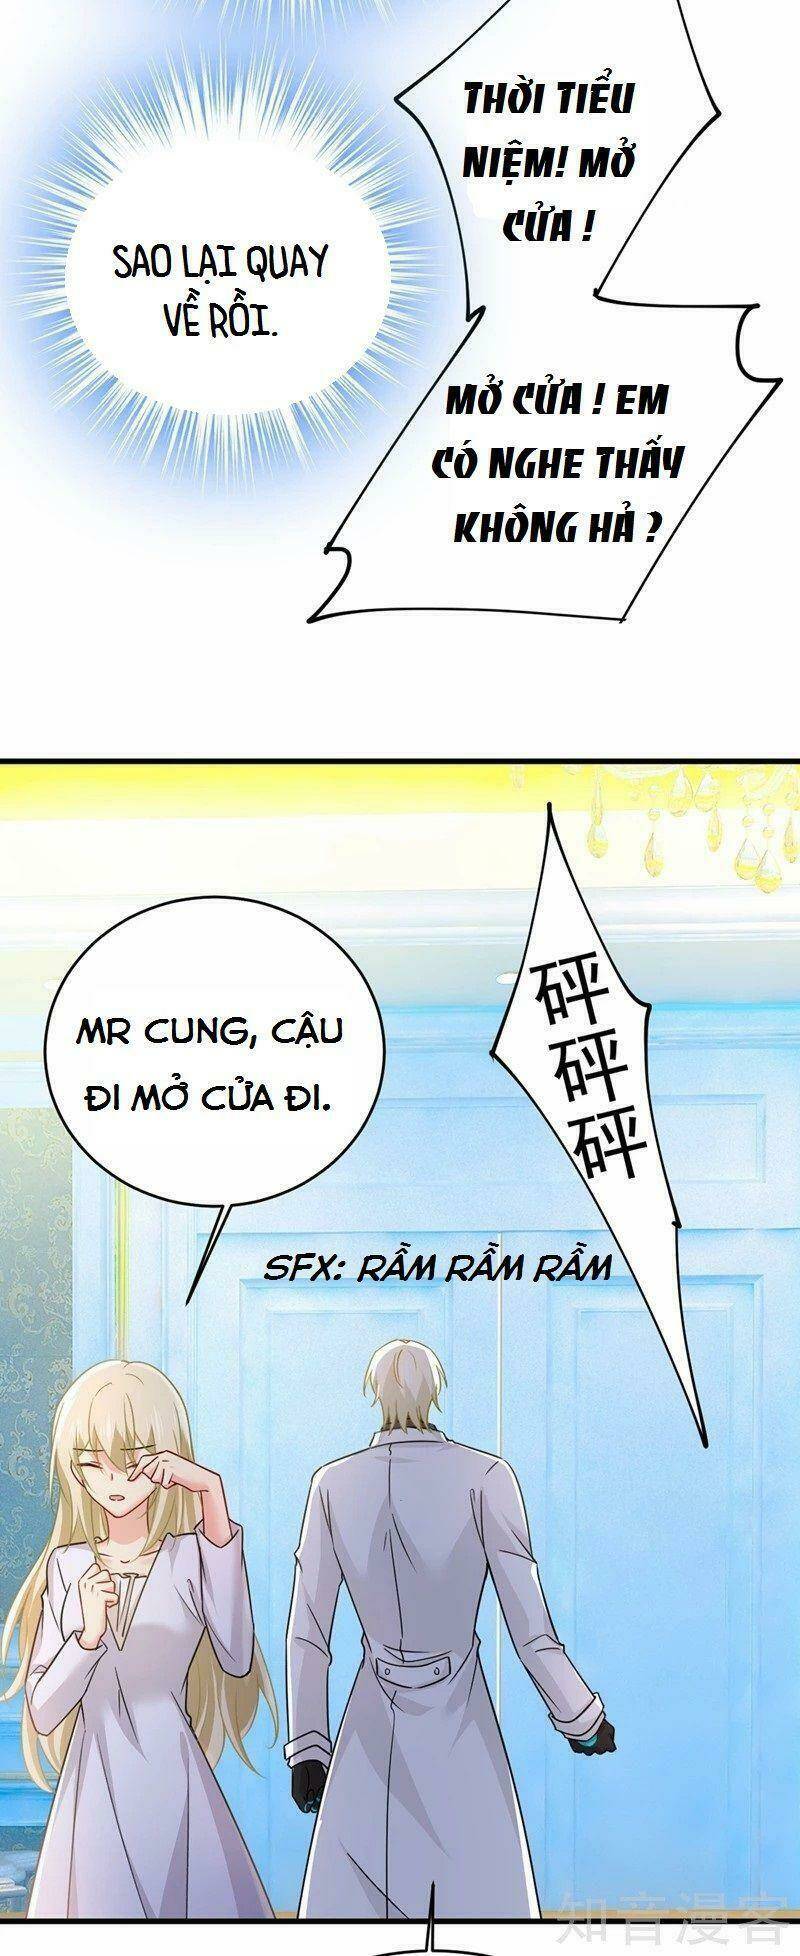 THỜI TIỂU
NIỆM! MỞ
CỬA!
SAO LẠI QUAY
VỀ RỒI.
MỞ CỬA! EM
CÓ NGHE THẤY
KHÔNG HẢ?
MR CUNG, CẬU
ĐI MỞ CỬA ĐI.
砰
砰
砰
SFX: RẦM RẦM RẦM
知音漫客